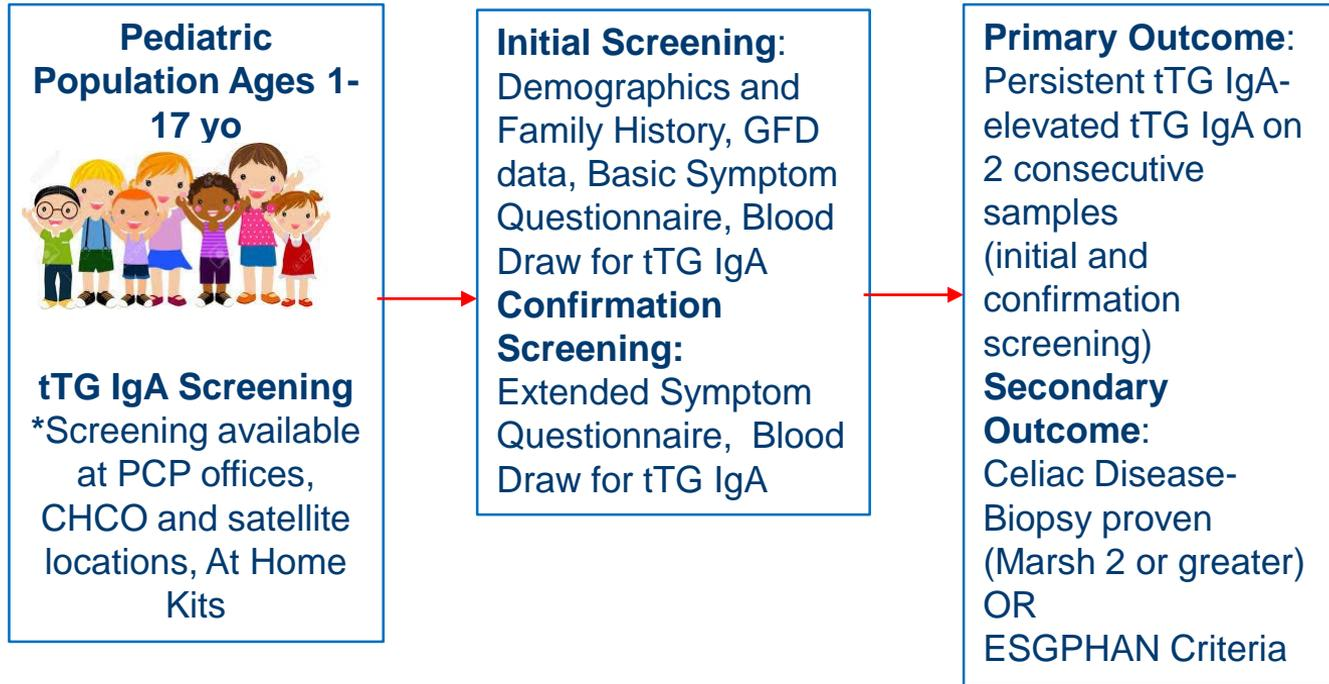 Pediatric
Population Ages 1-
17 yo
tTG IgA Screening
*Screening available
at PCP offices,
CHCO and satellite
locations, At Home
Kits
Initial Screening:
Demographics and
Family History, GFD
data, Basic Symptom
Questionnaire, Blood
Draw for tTG IgA
Confirmation
Screening:
Extended Symptom
Questionnaire, Blood
Draw for tTG IgA
Primary Outcome:
Persistent tTG IgA-
elevated tTG IgA on
2 consecutive
samples
(initial and
confirmation
screening)
Secondary
Outcome:
Celiac Disease-
Biopsy proven
(Marsh 2 or greater)
OR
ESGPHAN Criteria